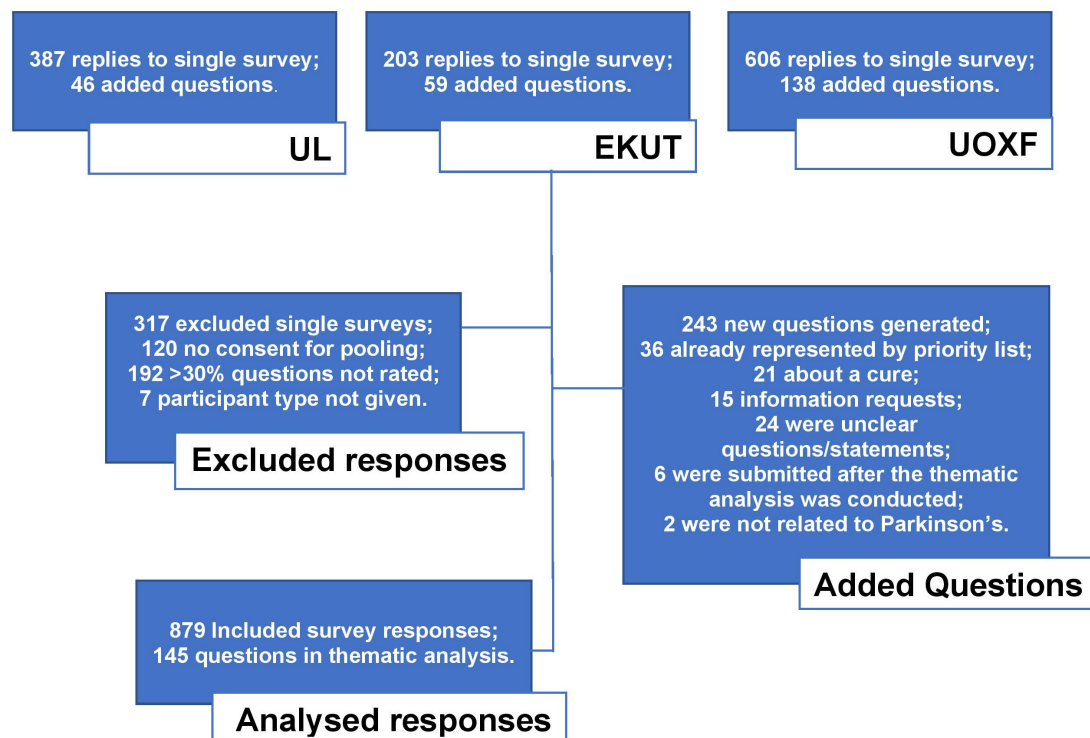 387 replies to single survey;
46 added questions.
UL
203 replies to single survey;
59 added questions.
EKUT
606 replies to single survey;
138 added questions.
UOXF
317 excluded single surveys;
120 no consent for pooling;
192 >30% questions not rated;
7 participant type not given.
Excluded responses
243 new questions generated;
36 already represented by priority list;
21 about a cure;
15 information requests;
24 were unclear
questions/statements;
6 were submitted after the thematic
analysis was conducted;
2 were not related to Parkinson’s.
Added Questions
879 Included survey responses;
145 questions in thematic analysis.
Analysed responses